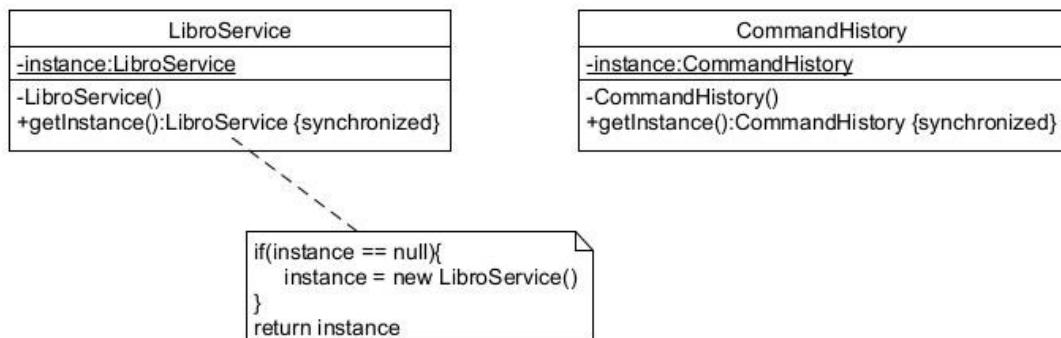 LibroService
-instance:LibroService
-LibroService()
+getInstance():LibroService {synchronized}
CommandHistory
-instance:CommandHistory
-CommandHistory()
+getInstance():CommandHistory {synchronized}
if(instance == null){
instance = new LibroService()
}
return instance